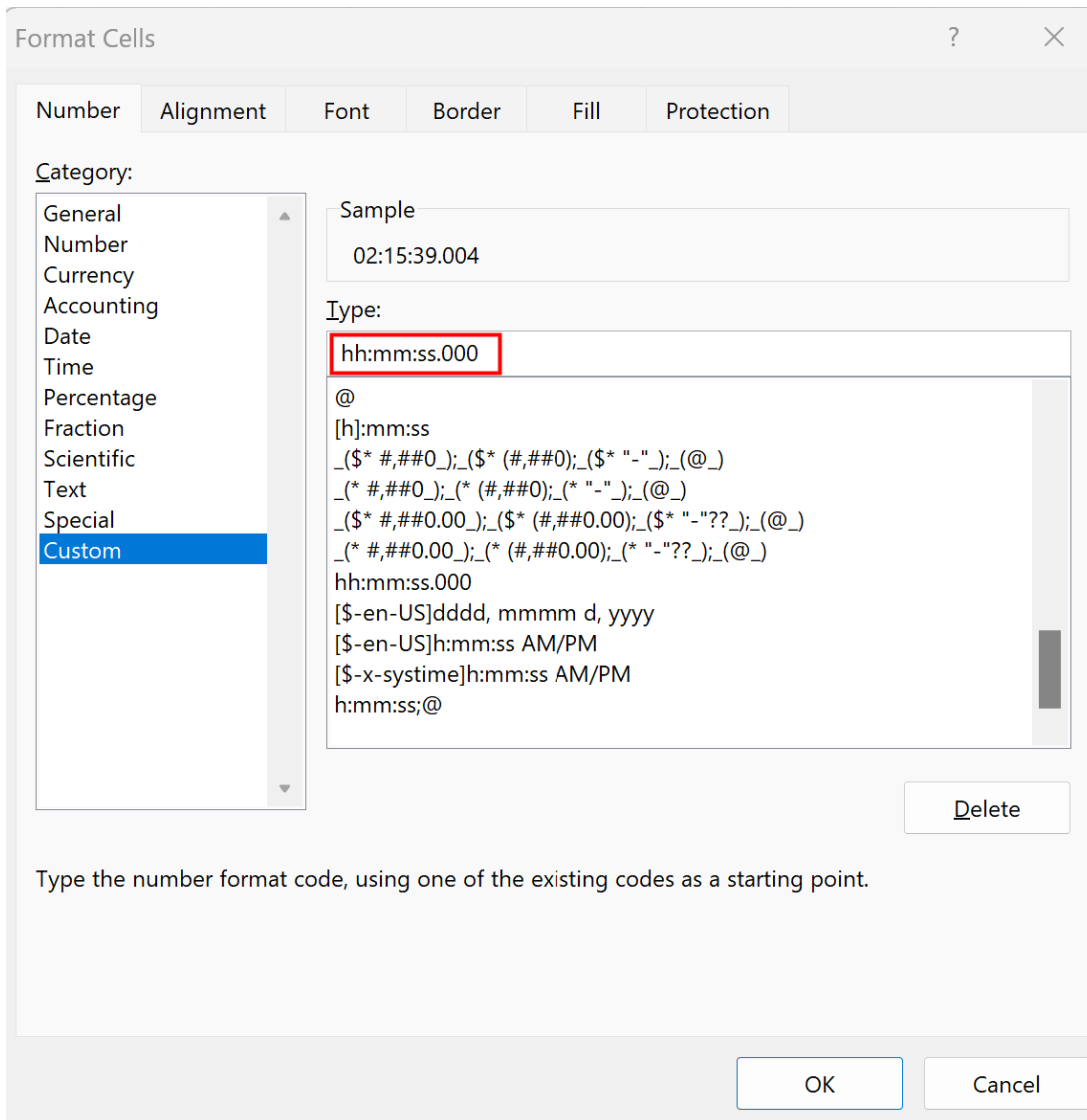 Format Cells ?
Number Alignment Font Border Fill Protection
Category:
General
Number
Currency
Accounting
Date
Time
Percentage
Fraction
Scientific
Text
Special
Custom
Sample
02:15:39.004
Type:
hh:mm:ss.000
@
[h]:mm:ss
_($* #,##0_);_($* (#,##0);_($* "-"_);_(@_)
_(* #,##0_);_(* (#,##0);_(* "-"_);_(@_)
_($* #,##0.00_);_($* (#,##0.00);_($* "-"??_);_(@_)
_(* #,##0.00_);_(* (#,##0.00);_(* "-"??_);_(@_)
hh:mm:ss.000
[$-en-US]dddd, mmmm d, yyyy
[$-en-US]h:mm:ss AM/PM
[$-x-systime]h:mm:ss AM/PM
h:mm:ss;@
Delete
Type the number format code, using one of the existing codes as a starting point.
OK Cancel